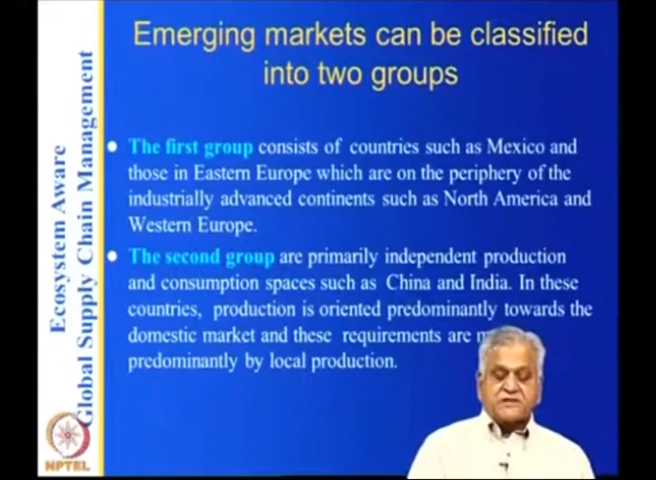 Emerging markets can be classified
into two groups
Ecosystem Aware
Global Supply Chain Management
The first group consists of countries such as Mexico and
those in Eastern Europe which are on the periphery of the
industrially advanced continents such as North America and
Western Europe.
The second group are primarily independent production
and consumption spaces such as China and India. In these
countries, production is oriented predominantly towards the
domestic market and these requirements are
predominantly by local production.
NPTEL